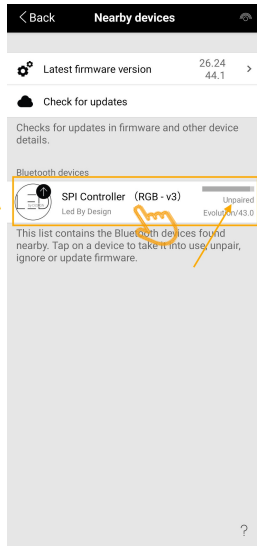 Back
Nearby devices
Latest firmware version
26.24
44.1
Check for updates
Checks for updates in firmware and other device
details.
Bluetooth devices
LED
SPI Controller （RGB - v3）
Unpaired
Led By Design
Evolution/43.0
This list contains the Bluetooth devices found
nearby. Tap on a device to take it into use, unpair,
ignore or update firmware.
?